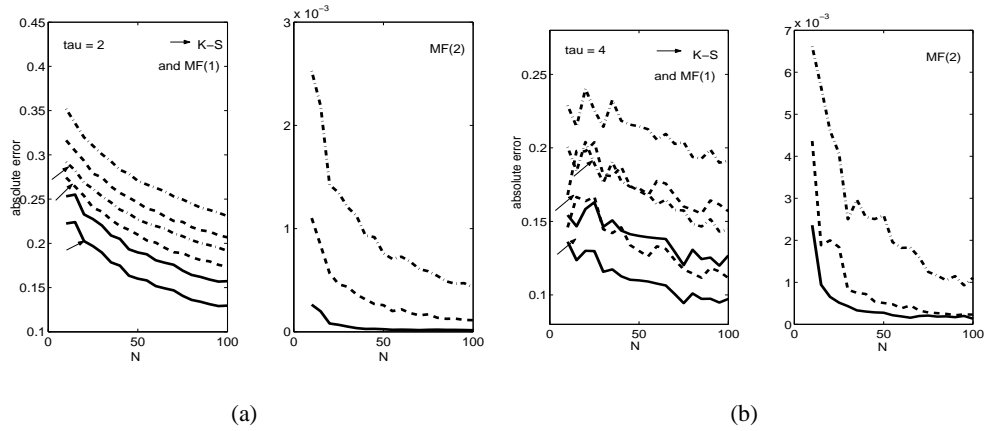 0.45
0.4
0.35
0.3
0.25
0.2
0.15
0.1
absolute error
tau = 2
K−S
and MF(1)
0
50
100
N
x 10⁻³
3
2
1
0
MF(2)
0
50
100
N
(a)
0.25
0.2
0.15
0.1
absolute error
tau = 4
K−S
and MF(1)
0
50
100
N
x 10⁻³
7
6
5
4
3
2
1
0
MF(2)
0
50
100
N
(b)